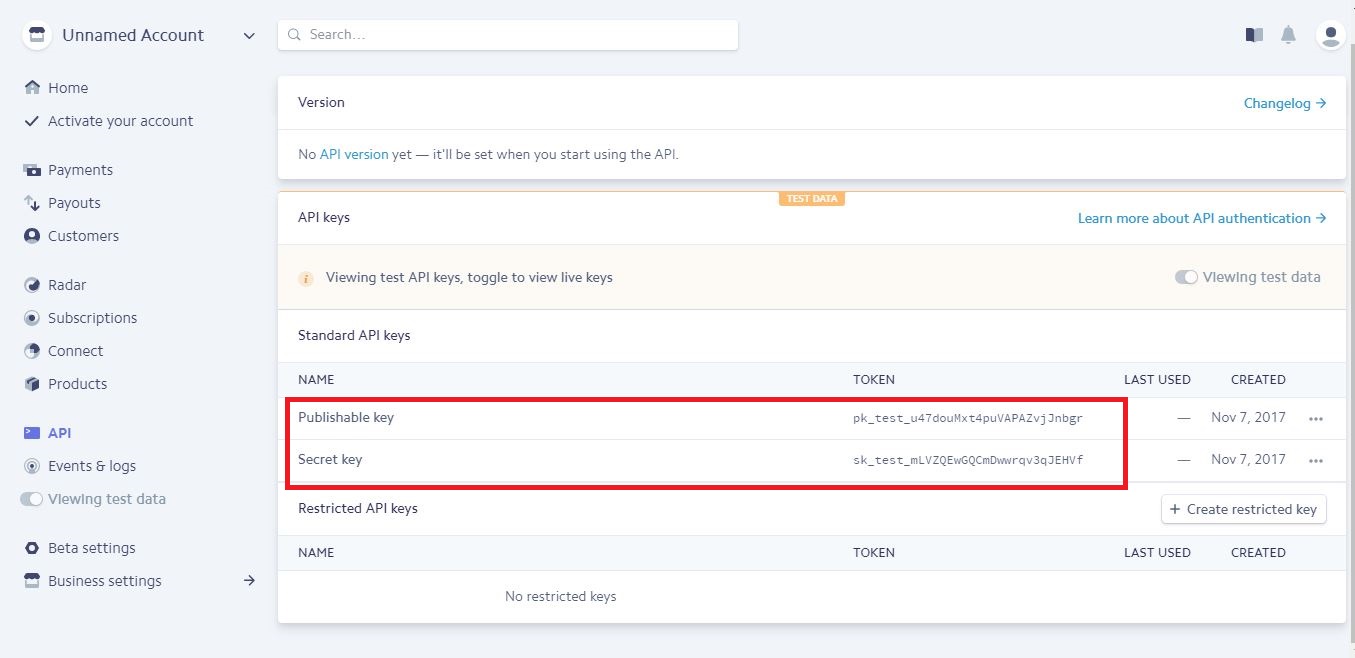 Unnamed Account
Search…
Home
Activate your account
Payments
Payouts
Customers
Radar
Subscriptions
Connect
Products
API
Events & logs
Viewing test data
Beta settings
Business settings
Version
Changelog
No API version yet — it'll be set when you start using the API.
TEST DATA
API keys
Learn more about API authentication
Viewing test API keys, toggle to view live keys
Viewing test data
Standard API keys
NAME TOKEN LAST USED CREATED
Publishable key pk_test_u47douMxt4puVAPAZvjJnbgr — Nov 7, 2017
Secret key sk_test_mLVZQEwGQCmDwwrqv3qJEHVf — Nov 7, 2017
Restricted API keys
+ Create restricted key
NAME TOKEN LAST USED CREATED
No restricted keys